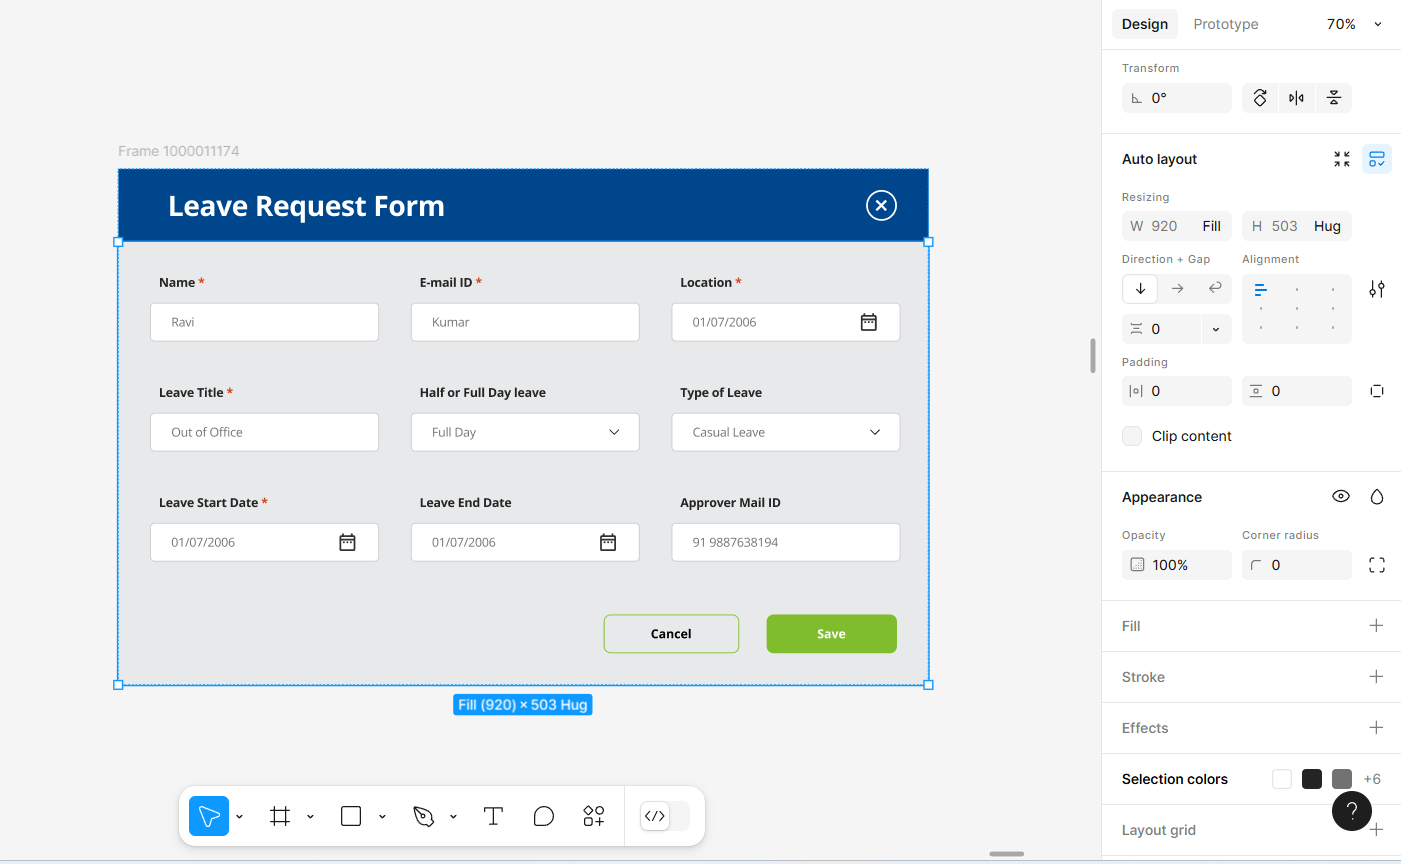 Design Prototype 70%
Transform
0°
Frame 1000011174
Auto layout
Leave Request Form
Resizing
W 920 Fill H 503 Hug
Direction + Gap Alignment
Name * E-mail ID * Location *
Ravi Kumar 01/07/2006
0
Padding
0 0
Leave Title * Half or Full Day leave Type of Leave
Out of Office Full Day Casual Leave
Clip content
Appearance
Leave Start Date * Leave End Date Approver Mail ID
01/07/2006 01/07/2006 91 9887638194
Opacity Corner radius
100% 0
Cancel Save
Fill
Stroke
Fill (920) × 503 Hug
Effects
Selection colors +6
Layout grid
?